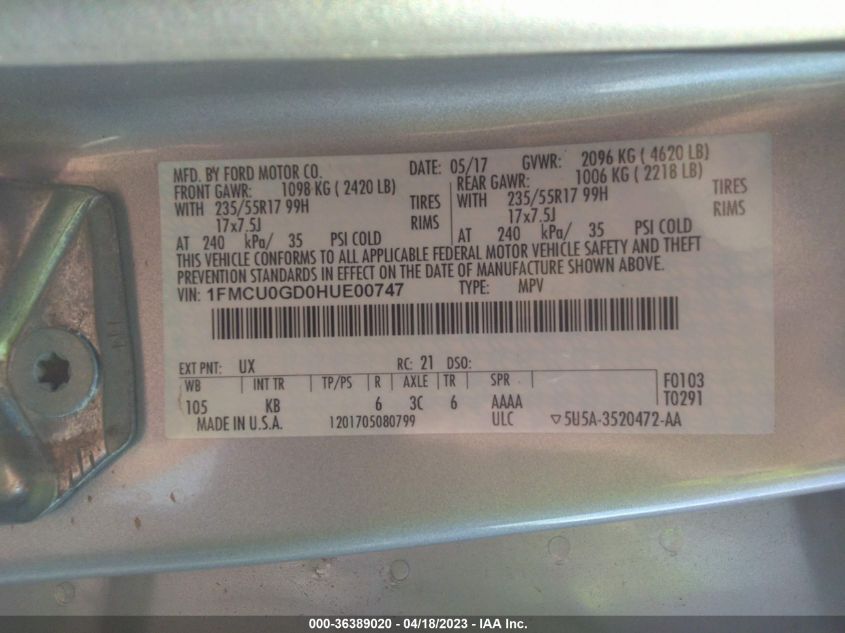 MFD. BY FORD MOTOR CO. DATE: 05/17 GVWR: 2096 KG ( 4620 LB)
FRONT GAWR: 1098 KG ( 2420 LB) REAR GAWR: 1006 KG ( 2218 LB)
WITH 235/55R17 99H TIRES WITH 235/55R17 99H TIRES
17x7.5J RIMS 17x7.5J RIMS
AT 240 kPa/ 35 PSI COLD AT 240 kPa/ 35 PSI COLD
THIS VEHICLE CONFORMS TO ALL APPLICABLE FEDERAL MOTOR VEHICLE SAFETY AND THEFT
PREVENTION STANDARDS IN EFFECT ON THE DATE OF MANUFACTURE SHOWN ABOVE.
VIN: 1FMCU0GD0HUE00747 TYPE: MPV
EXT PNT: UX RC: 21 DSO:
WB INT TR TP/PS R AXLE TR SPR F0103
105 KB 6 3C 6 AAAA T0291
MADE IN U.S.A. 1201705080799 ULC ▽5U5A-3520472-AA
000-36389020 - 04/18/2023 - IAA Inc.